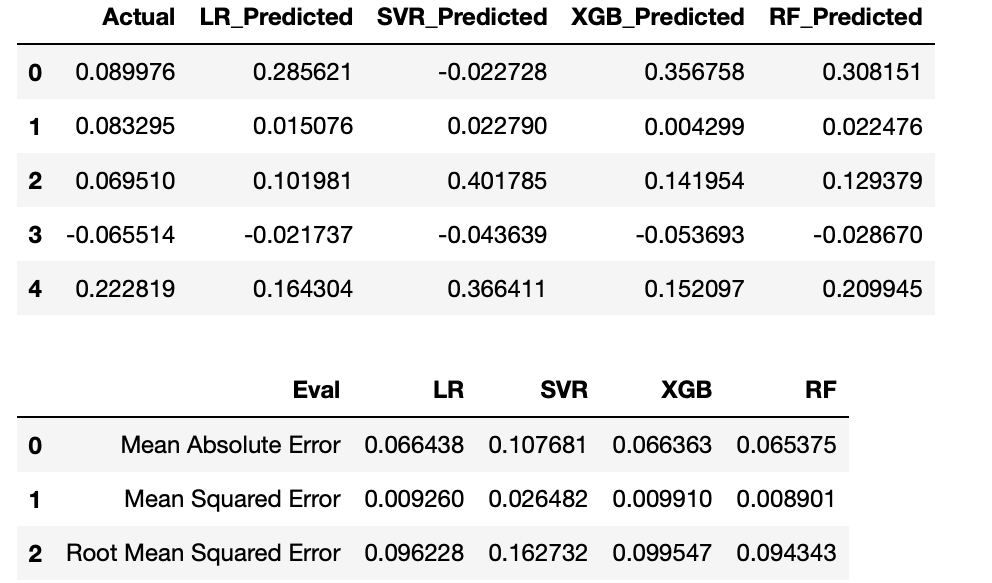 Actual LR_Predicted SVR_Predicted XGB_Predicted RF_Predicted
0 0.089976 0.285621 -0.022728 0.356758 0.308151
1 0.083295 0.015076 0.022790 0.004299 0.022476
2 0.069510 0.101981 0.401785 0.141954 0.129379
3 -0.065514 -0.021737 -0.043639 -0.053693 -0.028670
4 0.222819 0.164304 0.366411 0.152097 0.209945
Eval LR SVR XGB RF
0 Mean Absolute Error 0.066438 0.107681 0.066363 0.065375
1 Mean Squared Error 0.009260 0.026482 0.009910 0.008901
2 Root Mean Squared Error 0.096228 0.162732 0.099547 0.094343